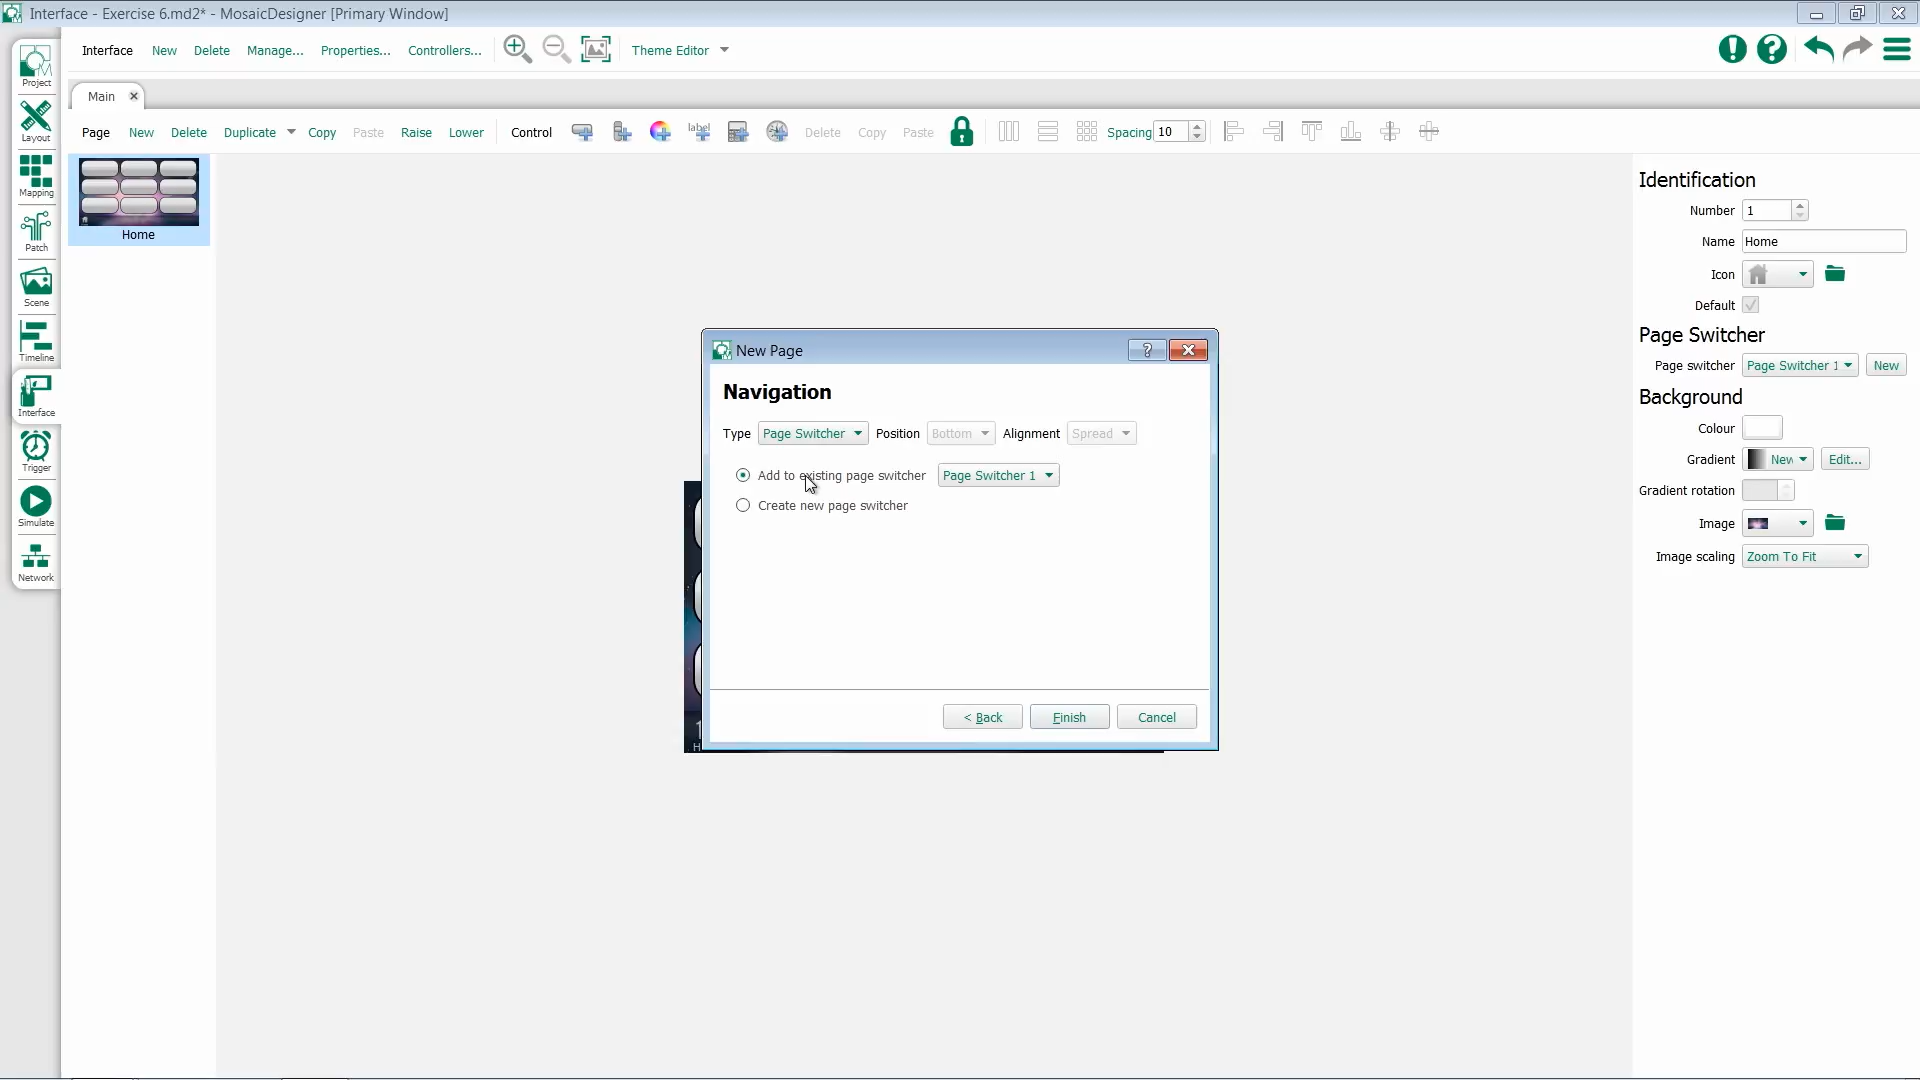 Interface - Exercise 6.md2* - MosaicDesigner [Primary Window]
Interface New Delete Manage... Properties... Controllers... Theme Editor
Main
Page New Delete Duplicate Copy Paste Raise Lower Control label Delete Copy Paste Spacing 10
Project
Layout
Mapping
Patch
Scene
Timeline
Interface
Trigger
Simulate
Network
Home
New Page
Navigation
Type Page Switcher Position Bottom Alignment Spread
Add to existing page switcher Page Switcher 1
Create new page switcher
< Back Finish Cancel
Identification
Number 1
Name Home
Icon
Default
Page Switcher
Page switcher Page Switcher 1 New
Background
Colour
Gradient New Edit...
Gradient rotation
Image
Image scaling Zoom To Fit